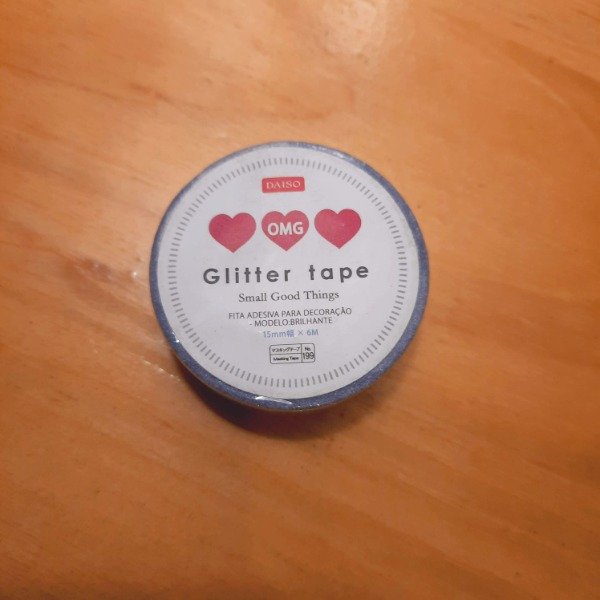 DAISO
OMG
Glitter tape
Small Good Things
FITA ADESIVA PARA DECORAÇÃO
- MODELO:BRILHANTE
15mm幅 × 6M
マスキングテープ No.
Masking Tape 199